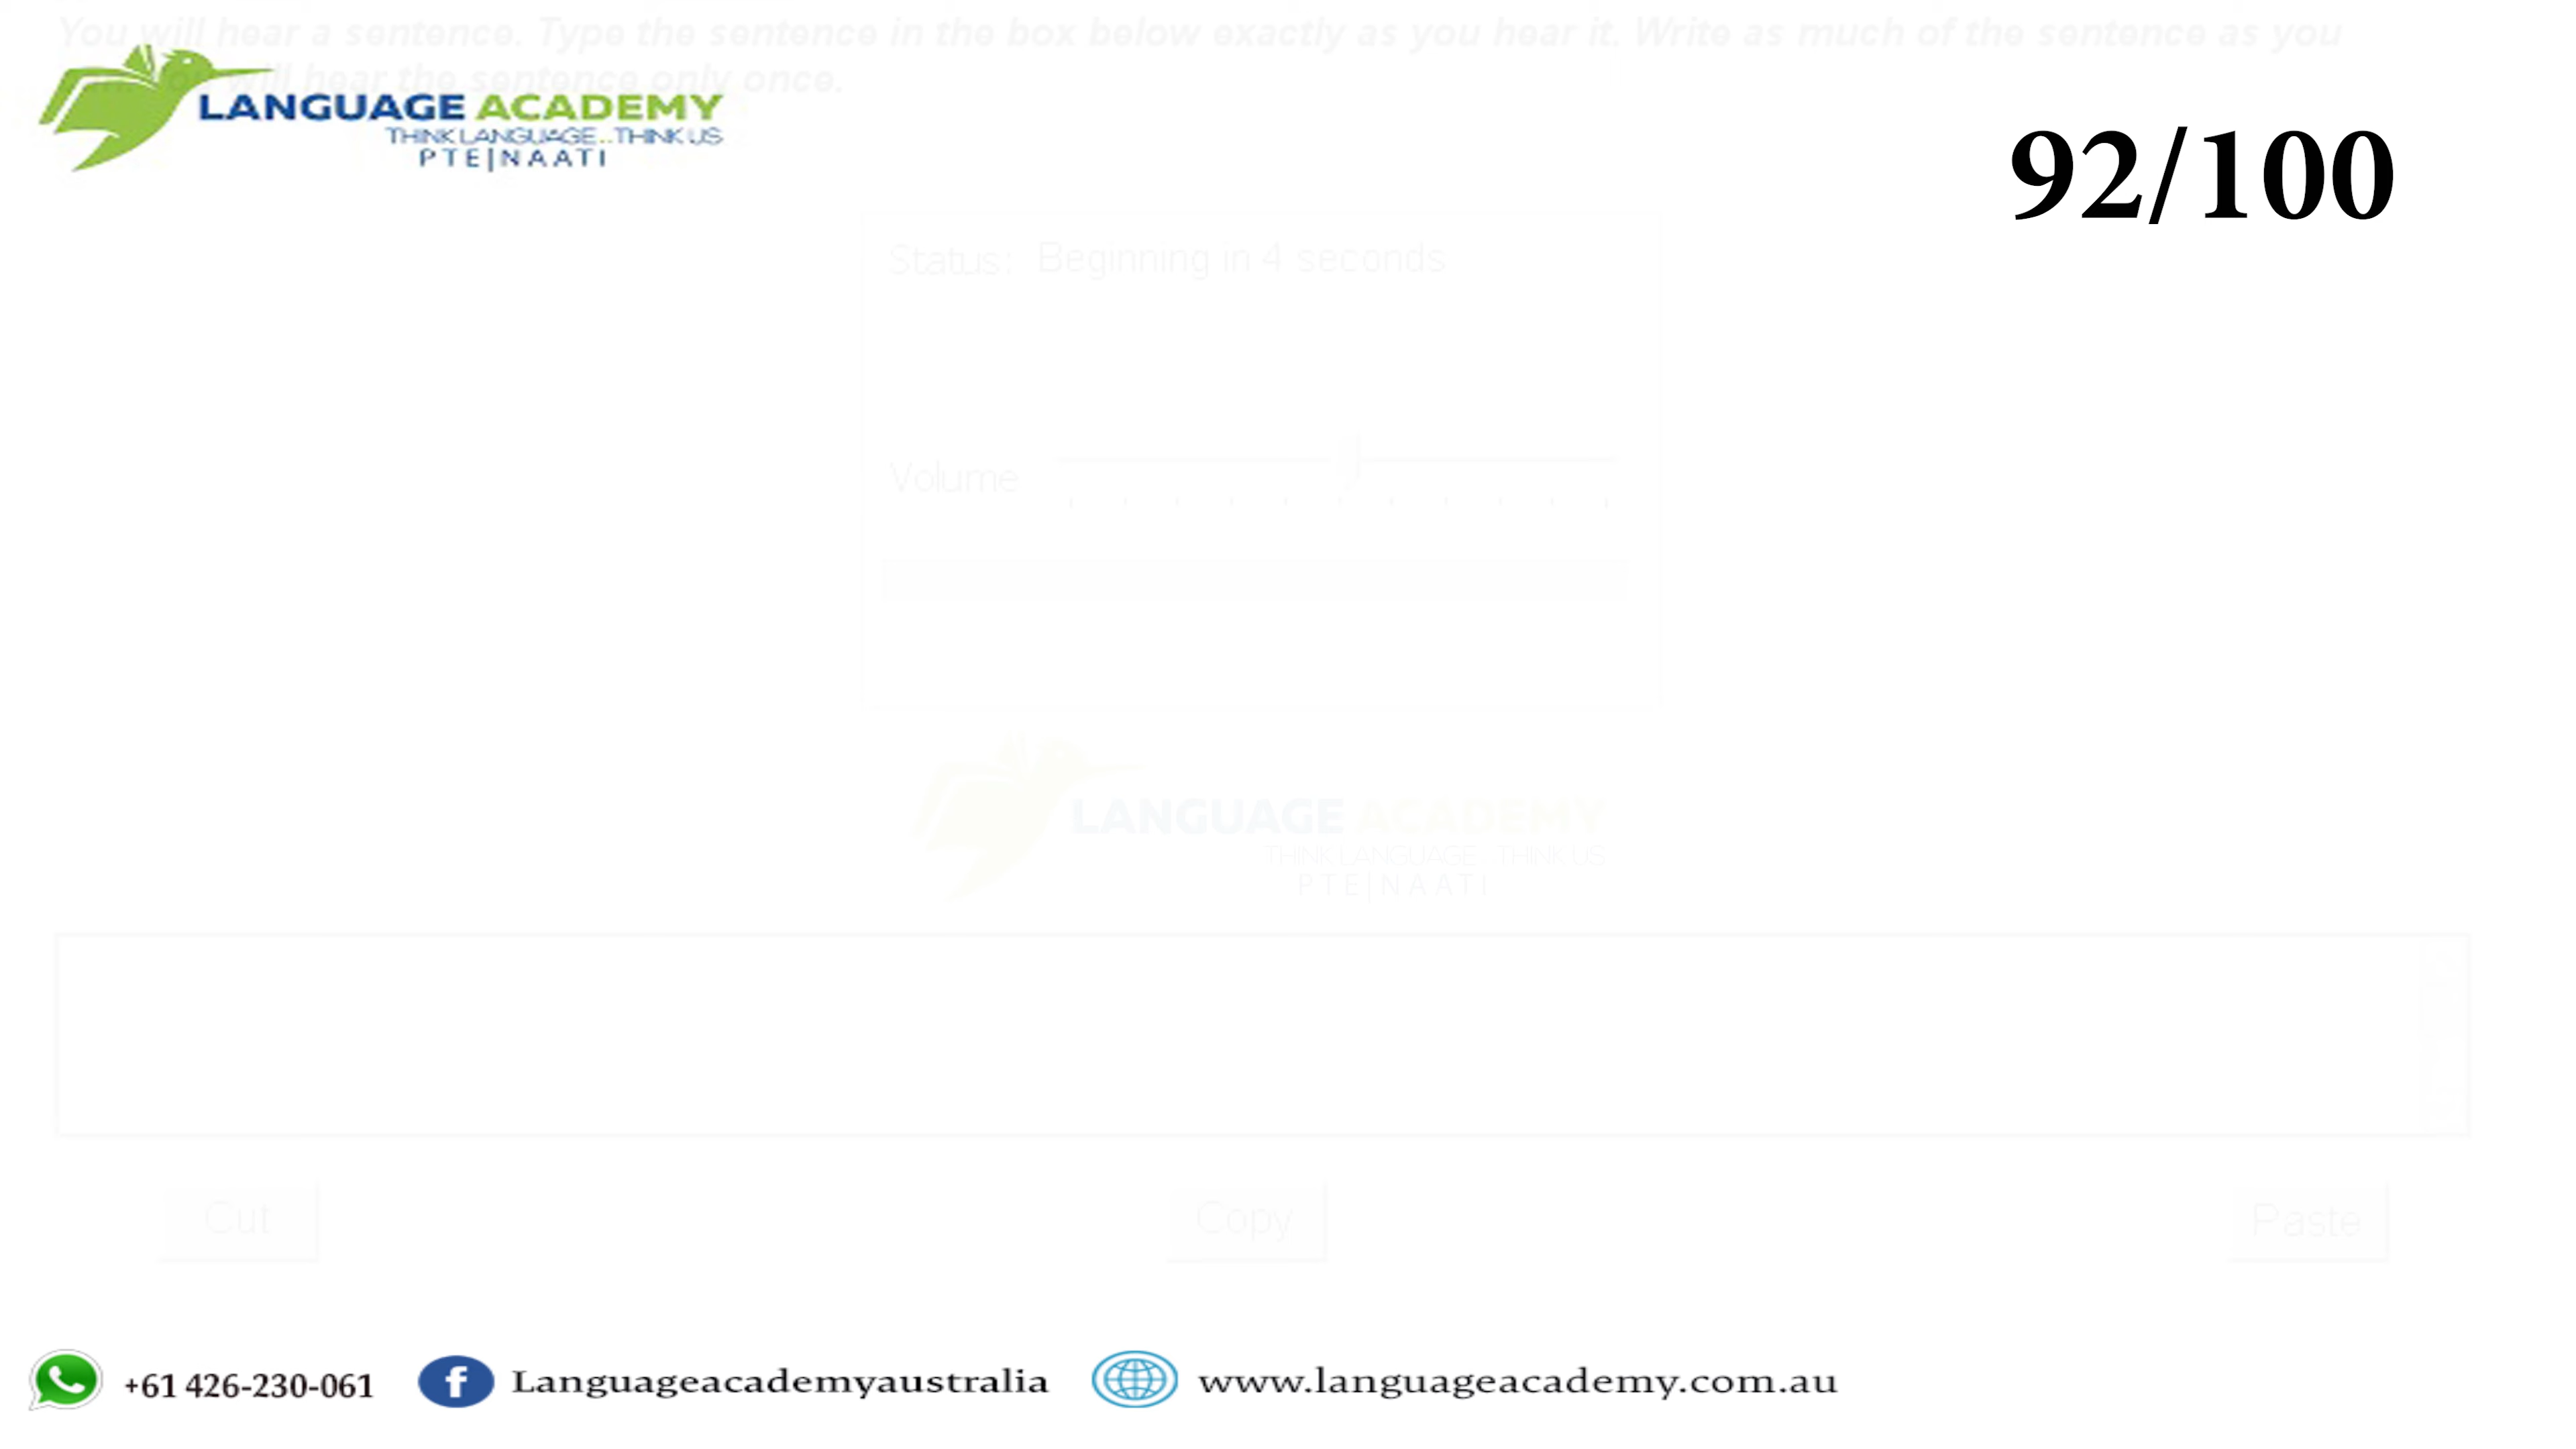 You will hear a sentence. Type the sentence in the box below exactly as you hear it. Write as much of the sentence as you
will hear the sentence only once.
LANGUAGE ACADEMY
THINK LANGUAGE..THINK US
PTE|NAATI
92/100
Status: Beginning in 4 seconds
Volume
LANGUAGE ACADEMY
THINK LANGUAGE THINK US
PTE|NAATI
Cut
Copy
Paste
+61 426-230-061
f Languageacademyaustralia
www.languageacademy.com.au